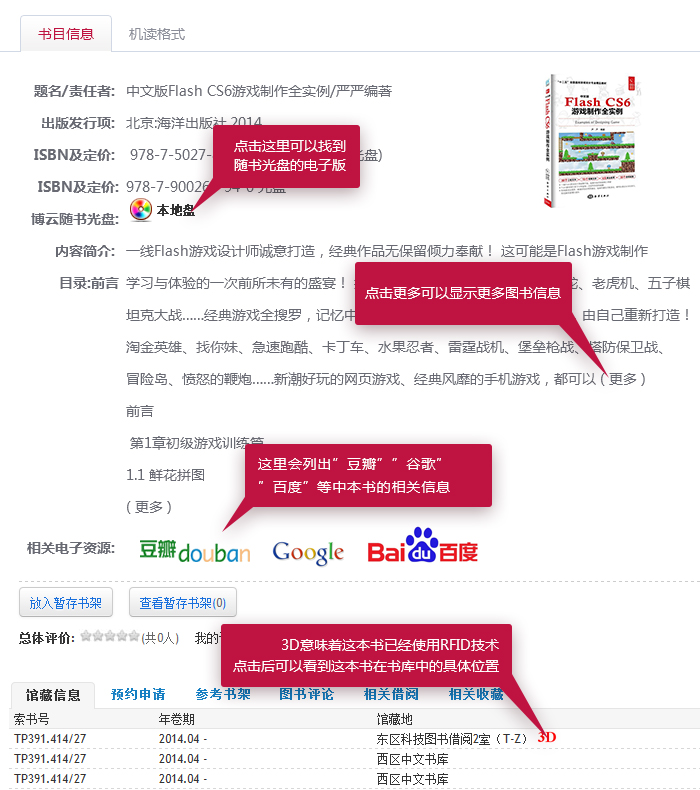 书目信息 机读格式
题名/责任者: 中文版Flash CS6游戏制作全实例/严严编著
出版发行项: 北京:海洋出版社,2014
ISBN及定价: 978-7-5027- 光盘)
点击这里可以找到
随书光盘的电子版
Flash CS6
游戏制作全实例
ISBN及定价: 978-7-9002 光盘
博云随书光盘: 本地盘
内容简介: 一线Flash游戏设计师诚意打造，经典作品无保留倾力奉献！ 这可能是Flash游戏制作
目录:前言 学习与体验的一次前所未有的盛宴！ 、老虎机、五子棋
点击更多可以显示更多图书信息
坦克大战……经典游戏全搜罗，记忆中 由自己重新打造！
淘金英雄、找你妹、急速跑酷、卡丁车、水果忍者、雷霆战机、堡垒枪战、塔防保卫战、
冒险岛、愤怒的鞭炮……新潮好玩的网页游戏、经典风靡的手机游戏，都可以 ( 更多 )
前言
第1章初级游戏训练篇
1.1 鲜花拼图
( 更多 )
这里会列出”豆瓣””谷歌”
”百度”等中本书的相关信息
相关电子资源: 豆瓣douban Google Bai du 百度
放入暂存书架 查看暂存书架(0)
总体评价: (共0人) 我的
3D意味着这本书已经使用RFID技术
点击后可以看到这本书在书库中的具体位置
馆藏信息 预约申请 参考书架 图书评论 相关借阅 相关收藏
索书号 年卷期 馆藏地
TP391.414/27 2014.04 - 东区科技图书借阅2室（T-Z） 3D
TP391.414/27 2014.04 - 西区中文书库
TP391.414/27 2014.04 - 西区中文书库